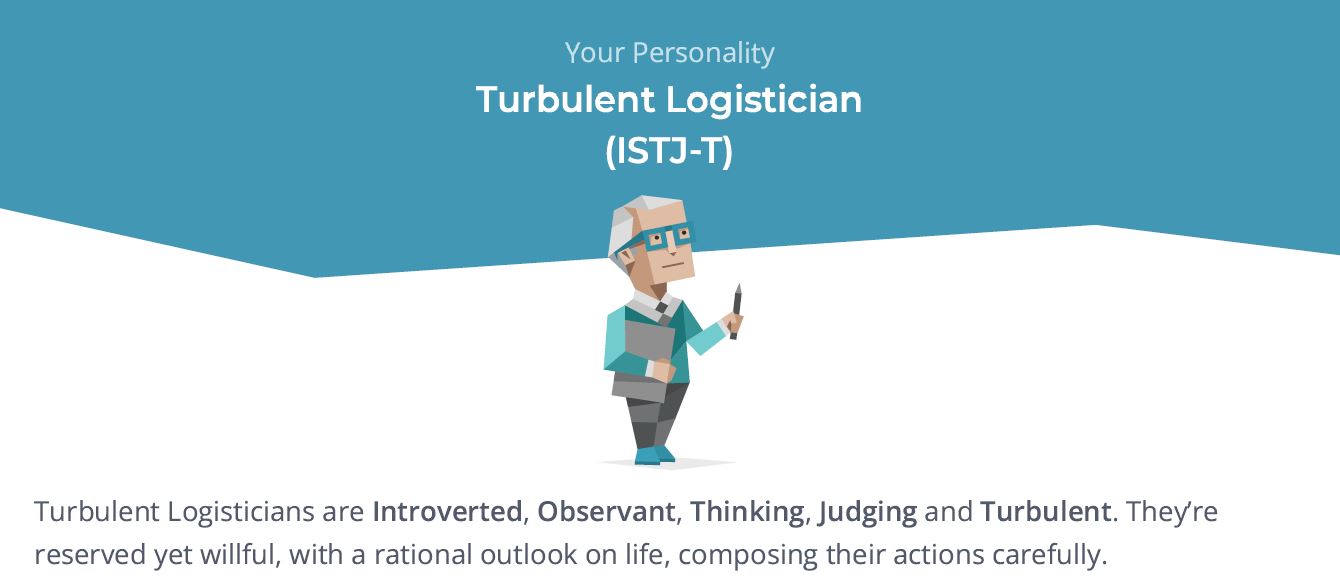 Your Personality
Turbulent Logistician
(ISTJ-T)
Turbulent Logisticians are Introverted, Observant, Thinking, Judging and Turbulent. They’re
reserved yet willful, with a rational outlook on life, composing their actions carefully.